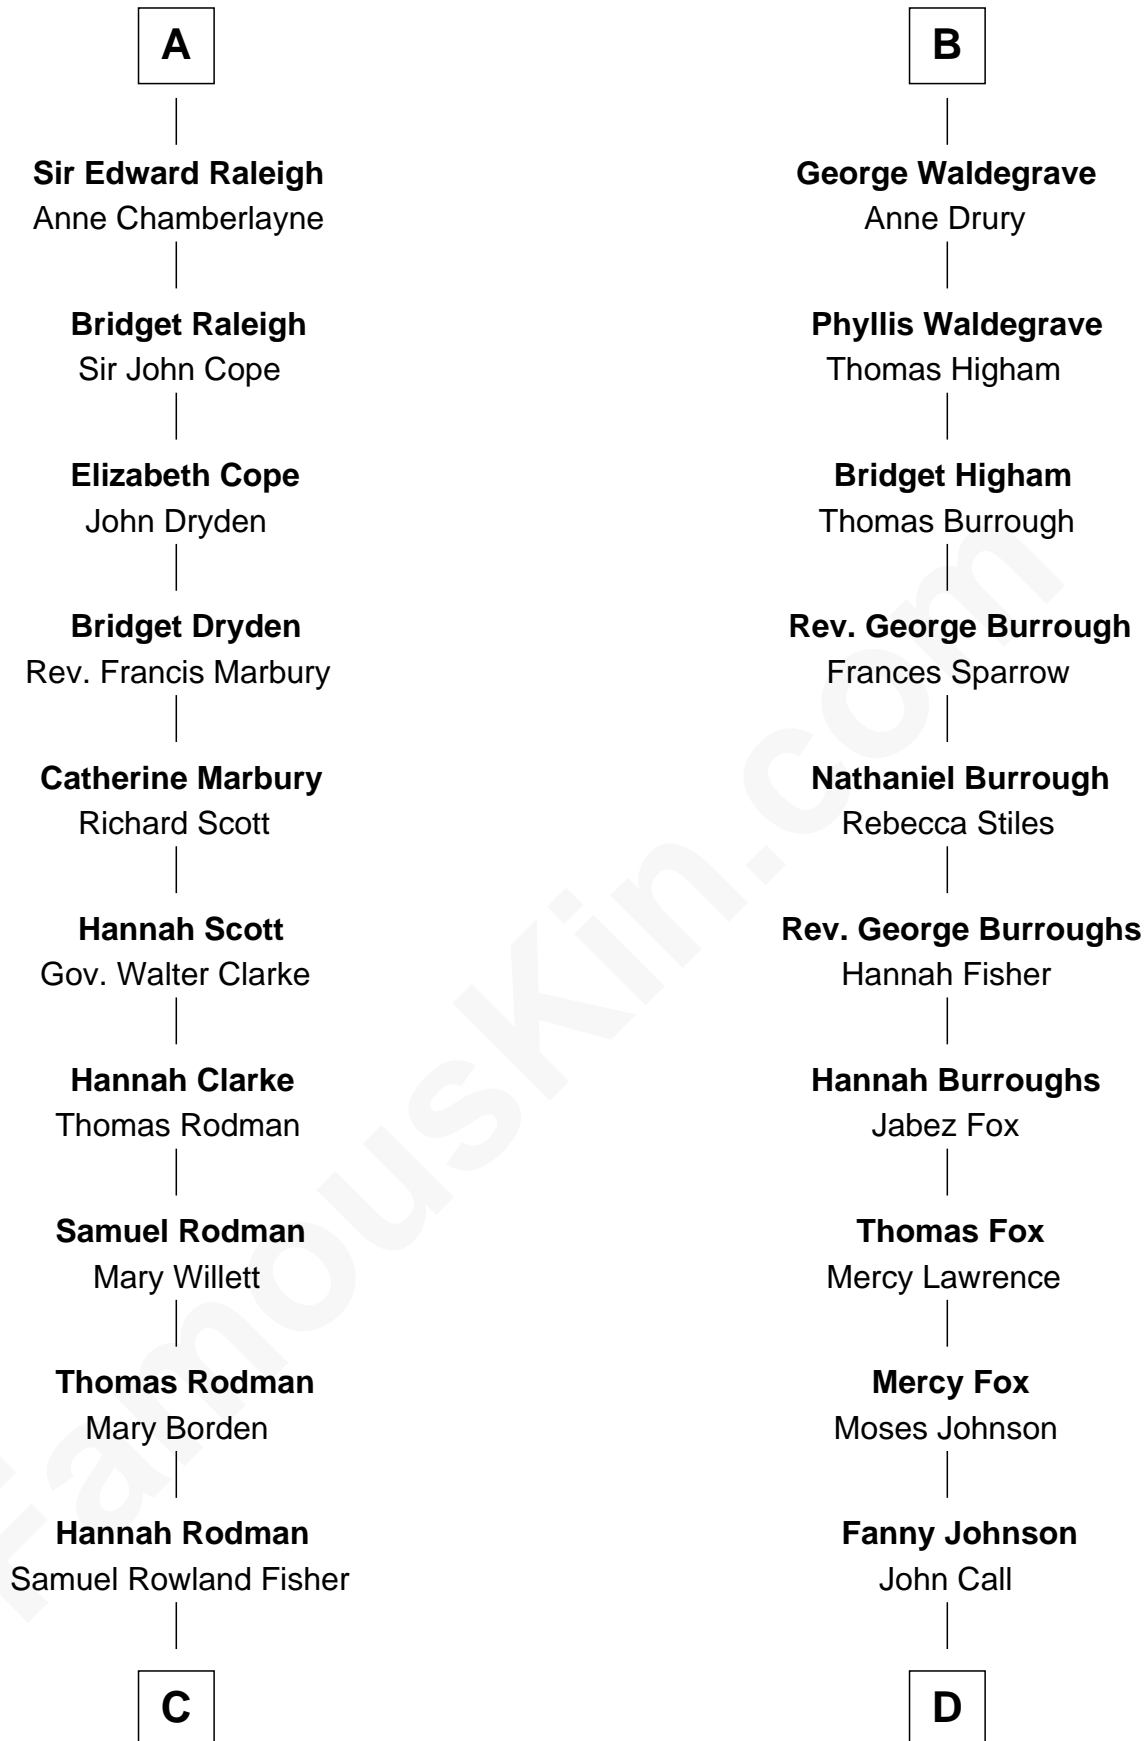 A
Sir Edward Raleigh
Anne Chamberlayne
Bridget Raleigh
Sir John Cope
Elizabeth Cope
John Dryden
Bridget Dryden
Rev. Francis Marbury
Catherine Marbury
Richard Scott
Hannah Scott
Gov. Walter Clarke
Hannah Clarke
Thomas Rodman
Samuel Rodman
Mary Willett
Thomas Rodman
Mary Borden
Hannah Rodman
Samuel Rowland Fisher
C
B
George Waldegrave
Anne Drury
Phyllis Waldegrave
Thomas Higham
Bridget Higham
Thomas Burrough
Rev. George Burrough
Frances Sparrow
Nathaniel Burrough
Rebecca Stiles
Rev. George Burroughs
Hannah Fisher
Hannah Burroughs
Jabez Fox
Thomas Fox
Mercy Lawrence
Mercy Fox
Moses Johnson
Fanny Johnson
John Call
D
FamousKin.com